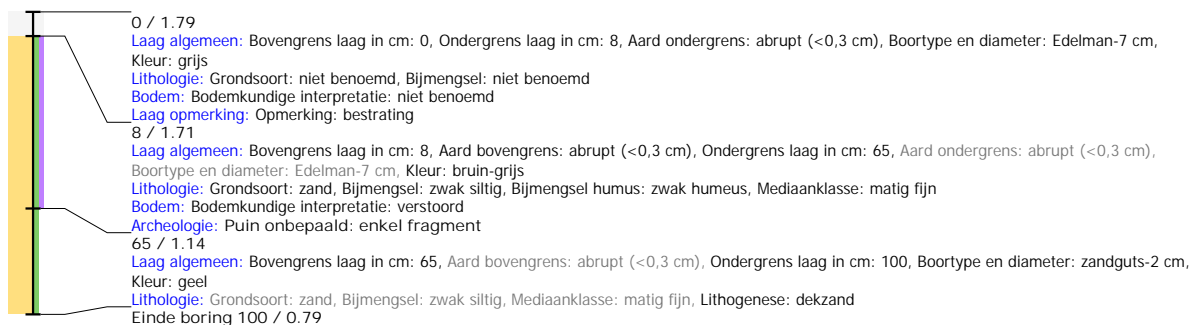 0 / 1.79
Laag algemeen: Bovengrens laag in cm: 0, Ondergrens laag in cm: 8, Aard ondergrens: abrupt (<0,3 cm), Boortype en diameter: Edelman-7 cm,
Kleur: grijs
Lithologie: Grondsoort: niet benoemd, Bijmengsel: niet benoemd
Bodem: Bodemkundige interpretatie: niet benoemd
Laag opmerking: Opmerking: bestrating
8 / 1.71
Laag algemeen: Bovengrens laag in cm: 8, Aard bovengrens: abrupt (<0,3 cm), Ondergrens laag in cm: 65, Aard ondergrens: abrupt (<0,3 cm),
Boortype en diameter: Edelman-7 cm, Kleur: bruin-grijs
Lithologie: Grondsoort: zand, Bijmengsel: zwak siltig, Bijmengsel humus: zwak humeus, Mediaanklasse: matig fijn
Bodem: Bodemkundige interpretatie: verstoord
Archeologie: Puin onbepaald: enkel fragment
65 / 1.14
Laag algemeen: Bovengrens laag in cm: 65, Aard bovengrens: abrupt (<0,3 cm), Ondergrens laag in cm: 100, Boortype en diameter: zandguts-2 cm,
Kleur: geel
Lithologie: Grondsoort: zand, Bijmengsel: zwak siltig, Mediaanklasse: matig fijn, Lithogenese: dekzand
Einde boring 100 / 0.79